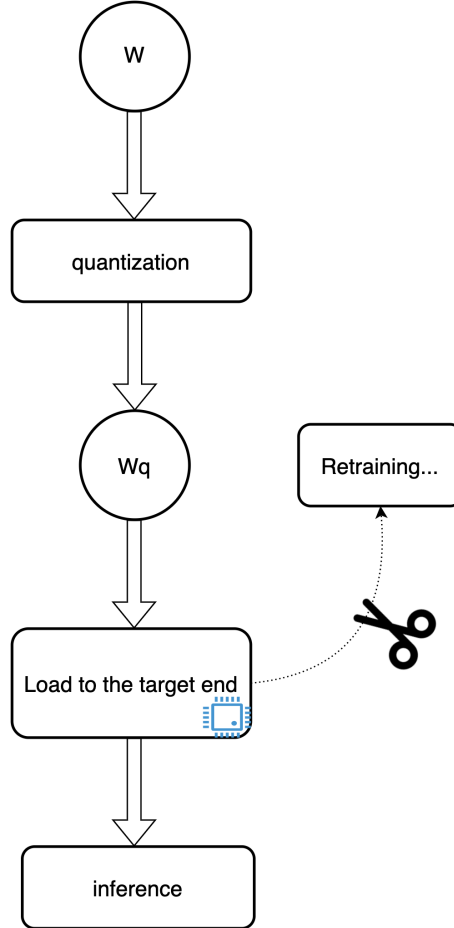 W
quantization
Wq
Retraining...
Load to the target end
inference